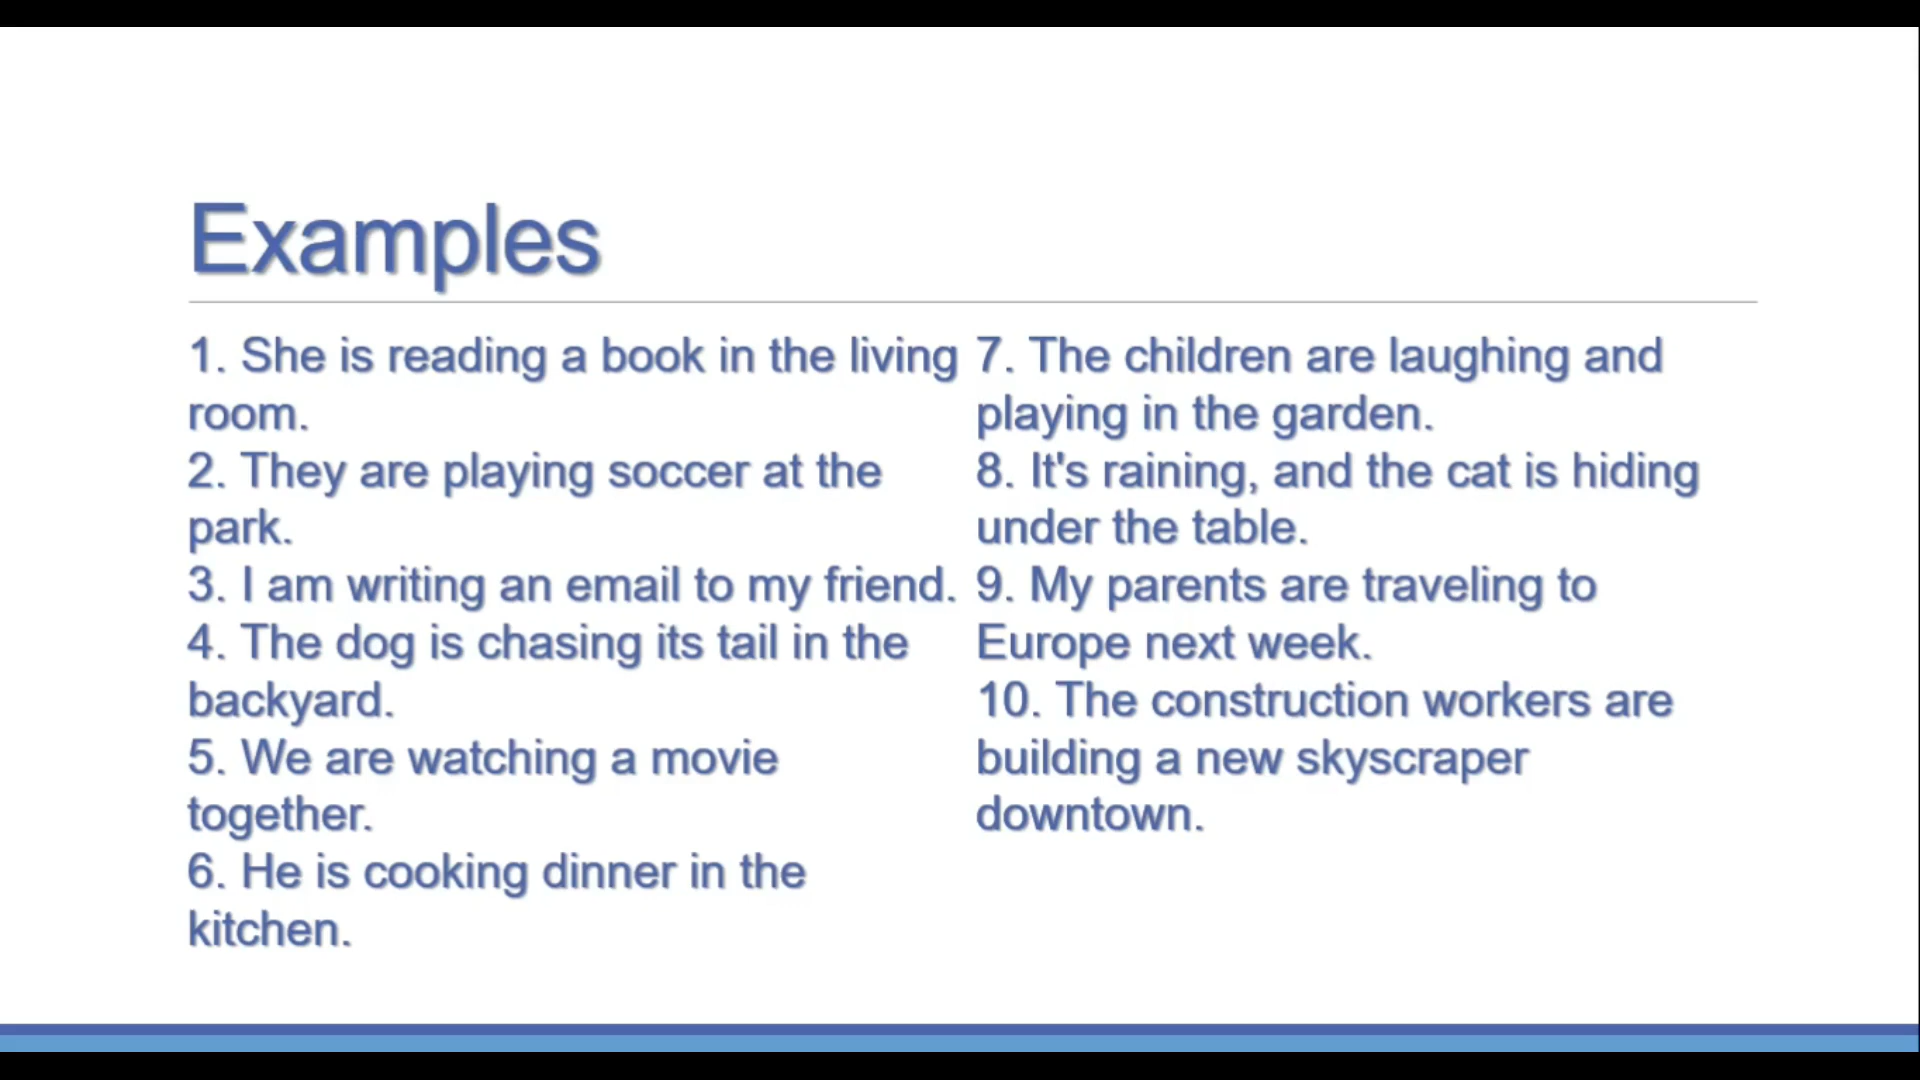 Examples
1. She is reading a book in the living
room.
2. They are playing soccer at the
park.
3. I am writing an email to my friend.
4. The dog is chasing its tail in the
backyard.
5. We are watching a movie
together.
6. He is cooking dinner in the
kitchen.
7. The children are laughing and
playing in the garden.
8. It's raining, and the cat is hiding
under the table.
9. My parents are traveling to
Europe next week.
10. The construction workers are
building a new skyscraper
downtown.